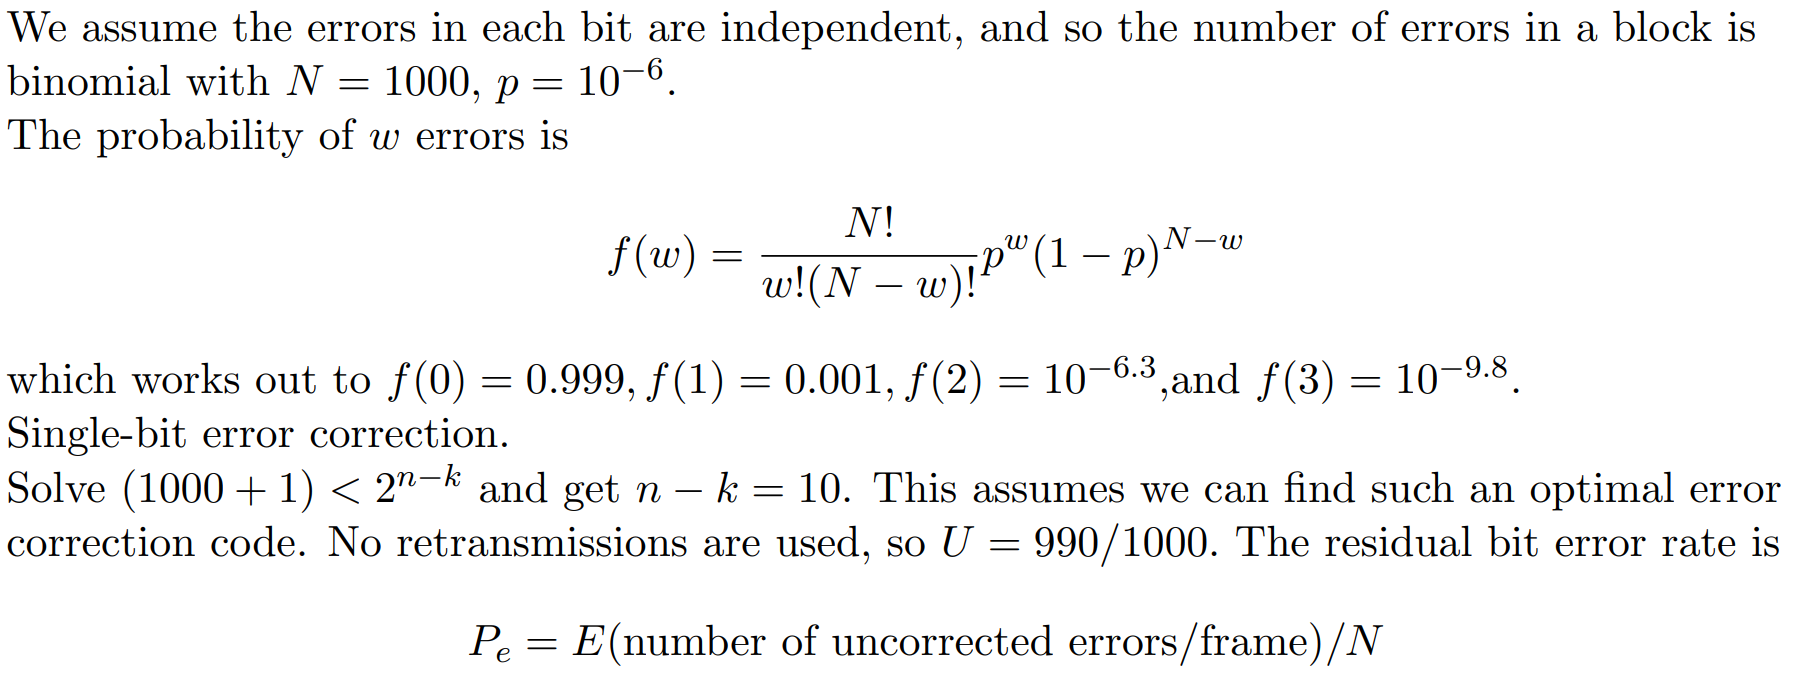 We assume the errors in each bit are independent, and so the number of errors in a block is
binomial with N = 1000, p = 10^{-6}.
The probability of w errors is
f(w) = \frac{N!}{w!(N - w)!} p^w (1 - p)^{N-w}
which works out to f(0) = 0.999, f(1) = 0.001, f(2) = 10^{-6.3},and f(3) = 10^{-9.8}.
Single-bit error correction.
Solve (1000 + 1) < 2^{n-k} and get n - k = 10. This assumes we can find such an optimal error
correction code. No retransmissions are used, so U = 990/1000. The residual bit error rate is
P_e = E(number of uncorrected errors/frame)/N